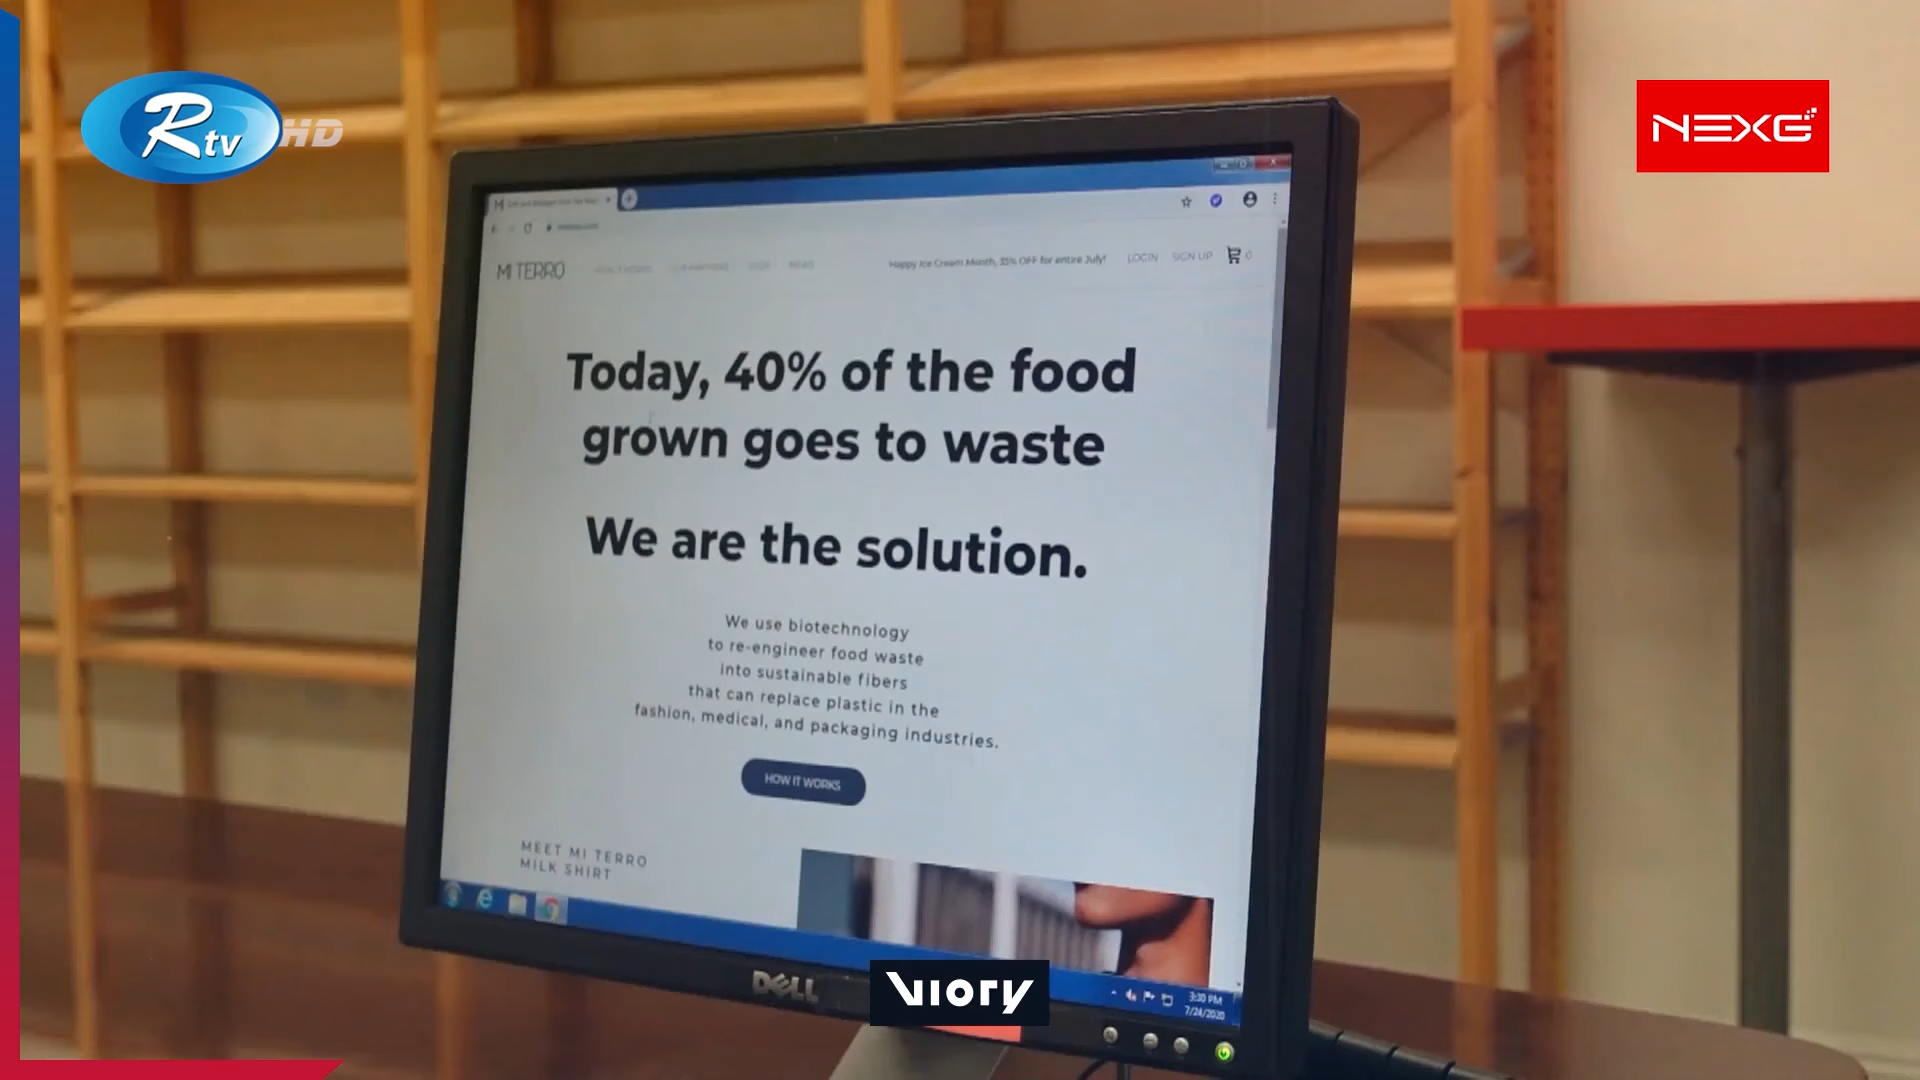 Rtv HD
NEXG
MI TERRO
NEWS
Happy Ice Cream Month, 35% OFF for entire July!
LOGIN
SIGN UP
0
Today, 40% of the food
grown goes to waste
We are the solution.
We use biotechnology
to re-engineer food waste
into sustainable fibers
that can replace plastic in the
fashion, medical, and packaging industries.
HOW IT WORKS
MEET MI TERRO
MILK SHIRT
3:30 PM
7/24/2020
DELL
VIORY